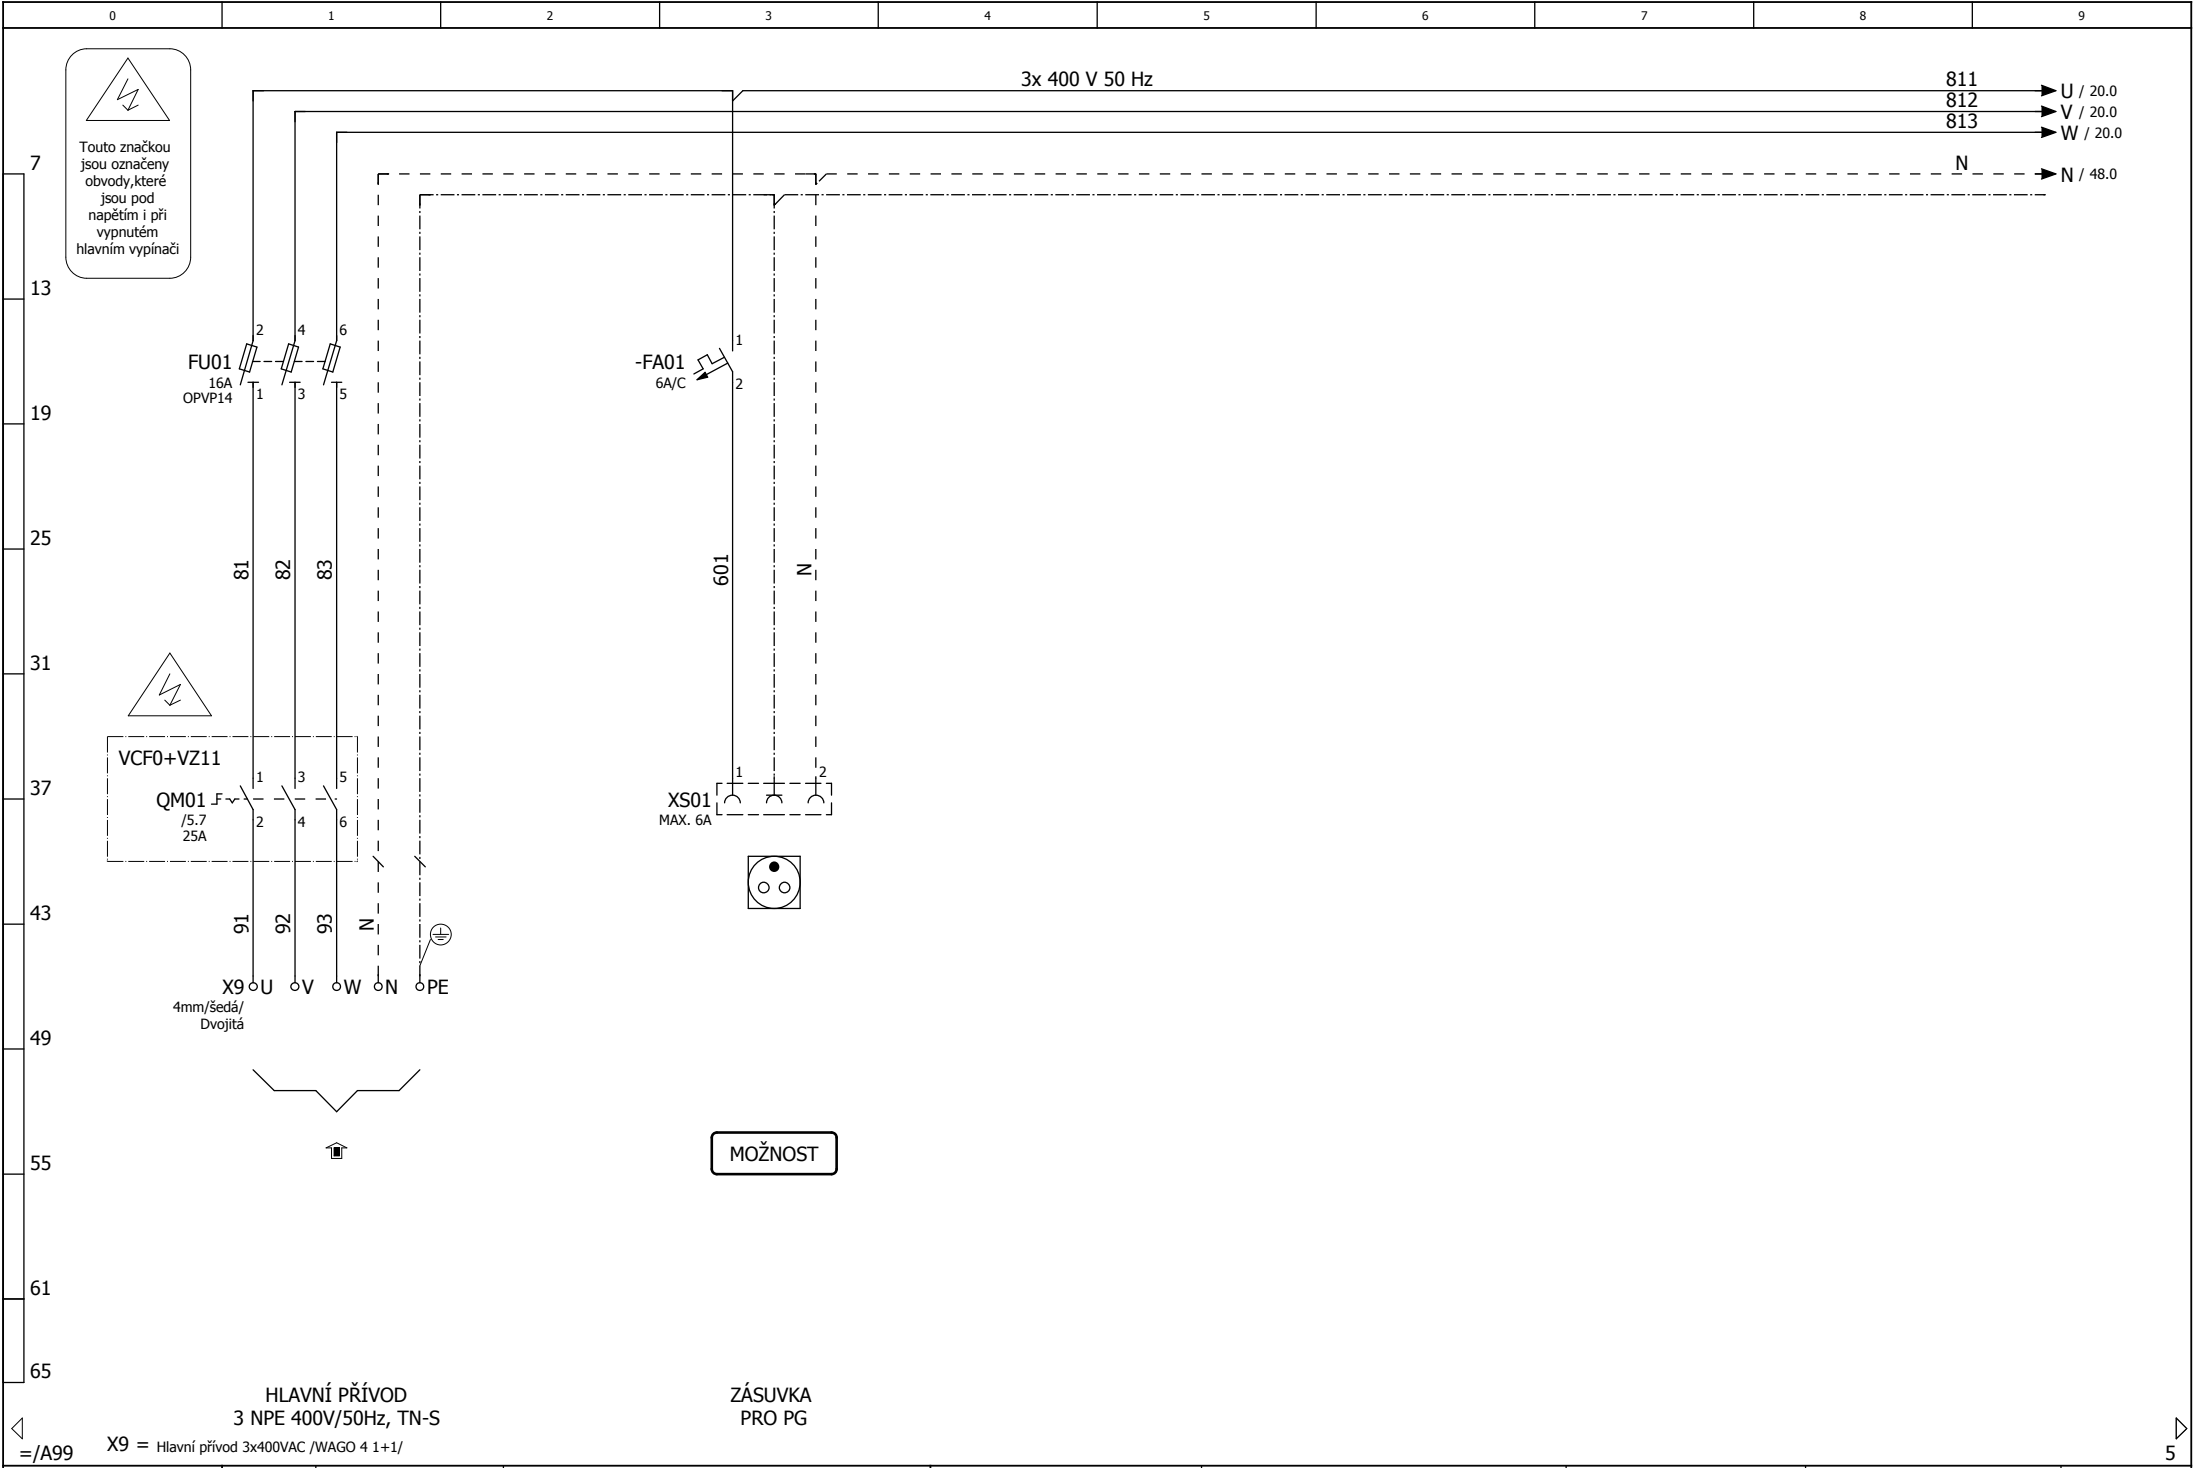 0 1 2 3 4 5 6 7 8 9
3x 400 V 50 Hz
811
U / 20.0
812
V / 20.0
813
W / 20.0
N
N / 48.0
Touto značkou
jsou označeny
obvody,které
jsou pod
napětím i při
vypnutém
hlavním vypínači
7
13
19
25
31
37
43
49
55
61
65
2 4 6
FU01
16A
OPVP14
1 3 5
-FA01
6A/C
1
2
81 82 83
601
N
VCF0+VZ11
1 3 5
QM01
/5.7
25A
2 4 6
1 2
XS01
MAX. 6A
91 92 93 N
X9 U V W N PE
4mm/šedá/
Dvojitá
MOŽNOST
HLAVNÍ PŘÍVOD
3 NPE 400V/50Hz, TN-S
ZÁSUVKA
PRO PG
X9 = Hlavní přívod 3x400VAC /WAGO 4 1+1/
=/A99
5